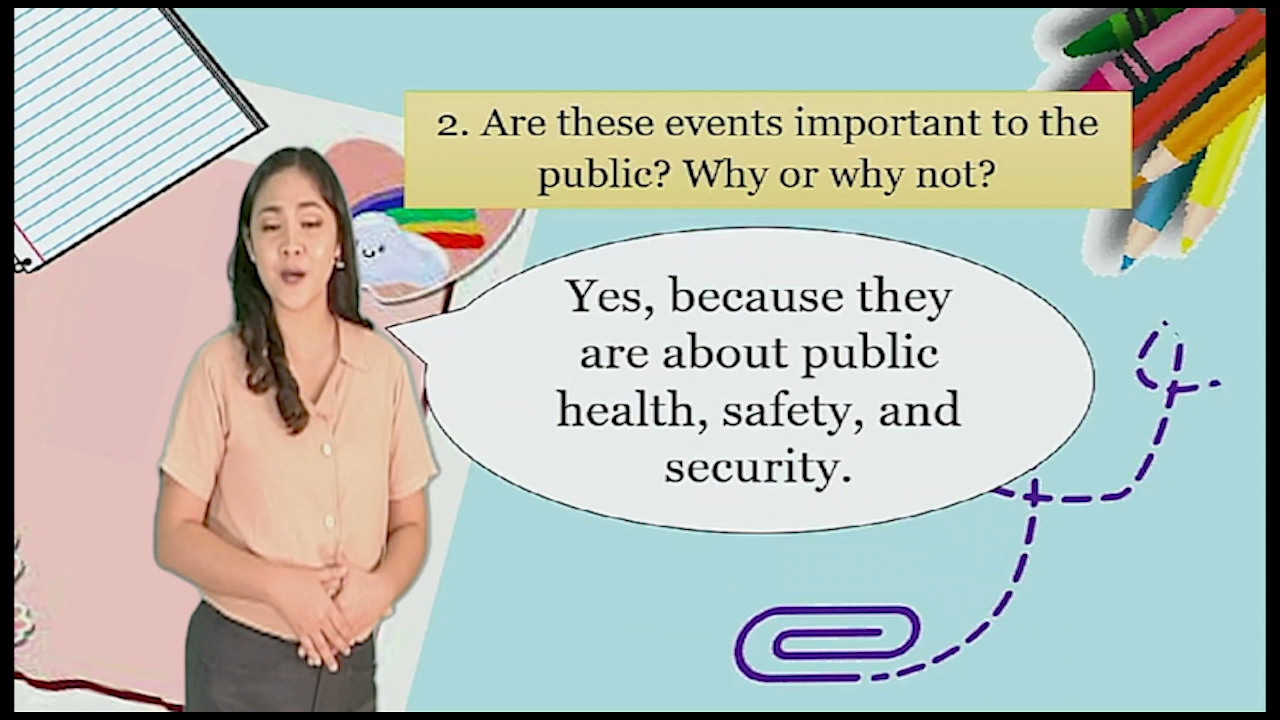 2. Are these events important to the
public? Why or why not?
Yes, because they
are about public
health, safety, and
security.